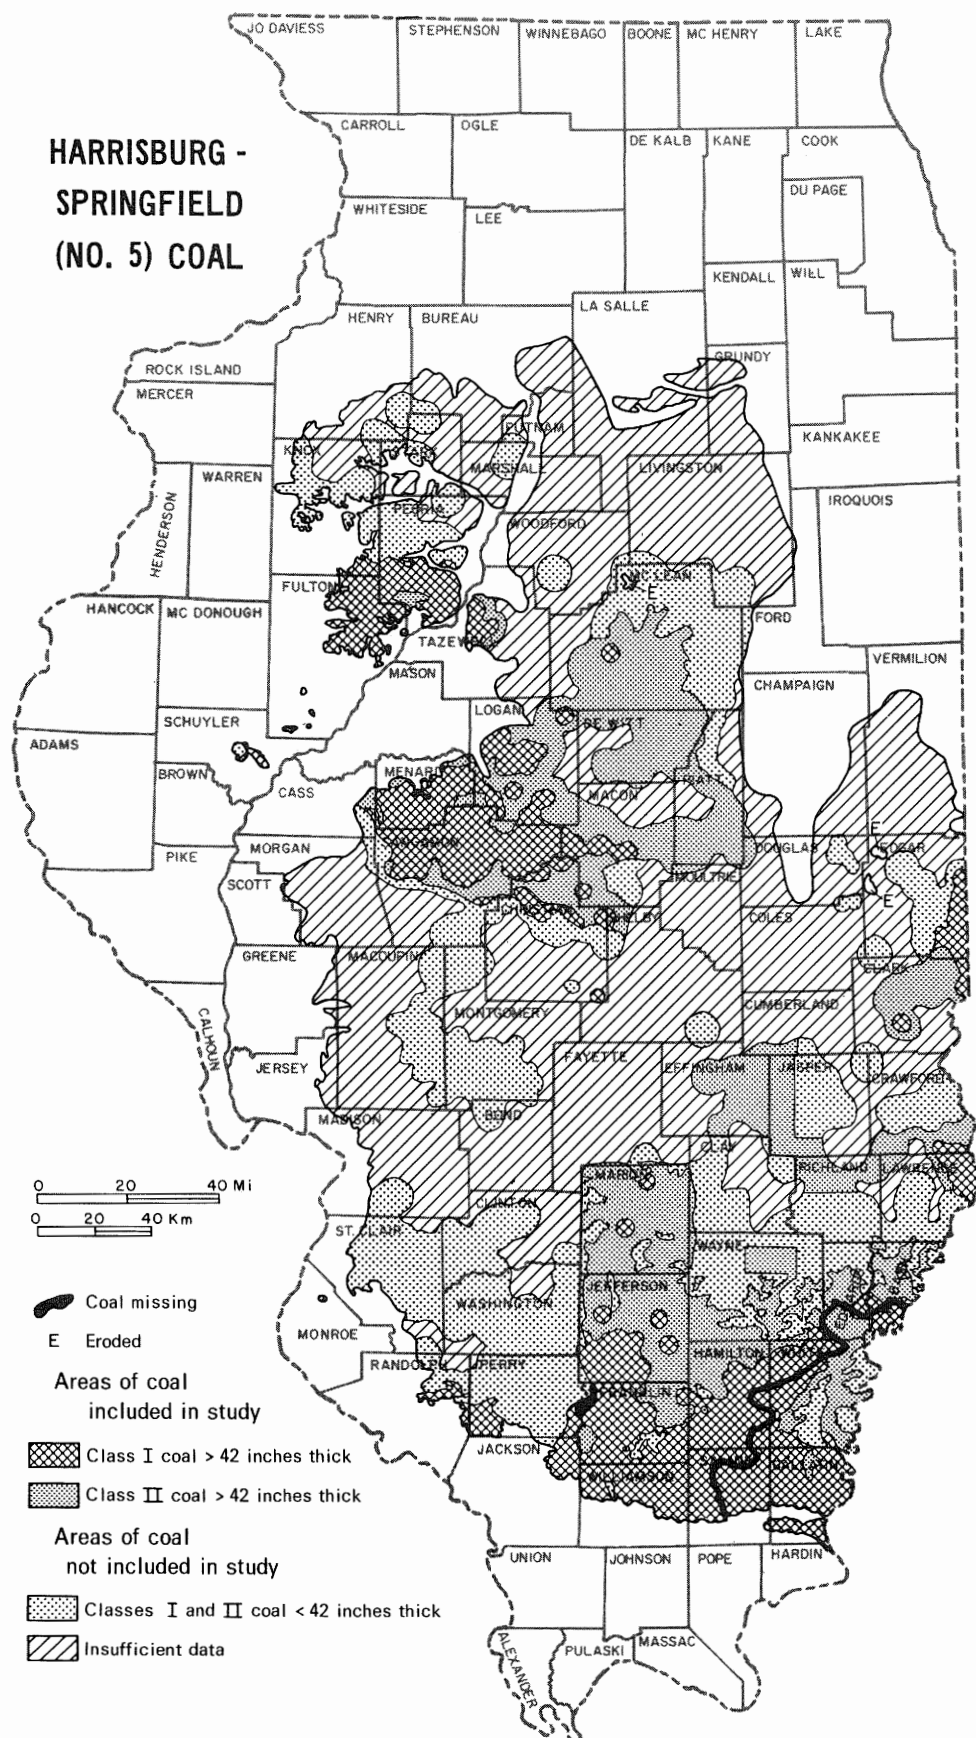 JO DAVIESS
STEPHENSON
WINNEBAGO
BOONE
MC HENRY
LAKE
CARROLL
OGLE
DE KALB
KANE
COOK
HARRISBURG -
SPRINGFIELD
(NO. 5) COAL
DU PAGE
WHITESIDE
LEE
KENDALL
WILL
HENRY
BUREAU
LA SALLE
GRUNDY
ROCK ISLAND
MERCER
PUTNAM
KANKAKEE
KNOX
STARK
WARREN
MARSHALL
LIVINGSTON
IROQUOIS
HENDERSON
PEORIA
WOODFORD
FULTON
MC LEAN
E
HANCOCK
MC DONOUGH
FORD
TAZEWELL
VERMILION
MASON
CHAMPAIGN
LOGAN
SCHUYLER
DE WITT
ADAMS
BROWN
MENARD
PIATT
CASS
MACON
E
PIKE
MORGAN
SANGAMON
DOUGLAS
EDGAR
SCOTT
MOULTRIE
E
CHRISTIAN
SHELBY
COLES
GREENE
MACOUPIN
CLARK
CALHOUN
MONTGOMERY
CUMBERLAND
JERSEY
FAYETTE
EFFINGHAM
JASPER
CRAWFORD
MADISON
BOND
CLAY
MARION
RICHLAND
LAWRENCE
0 20 40 Mi
0 20 40 Km
CLINTON
ST. CLAIR
WAYNE
JEFFERSON
WASHINGTON
MONROE
HAMILTON
WHITE
RANDOLPH
PERRY
FRANKLIN
JACKSON
WILLIAMSON
SALINE
GALLATIN
UNION
JOHNSON
POPE
HARDIN
ALEXANDER
PULASKI
MASSAC
Coal missing
E Eroded
Areas of coal
included in study
Class I coal > 42 inches thick
Class II coal > 42 inches thick
Areas of coal
not included in study
Classes I and II coal < 42 inches thick
Insufficient data